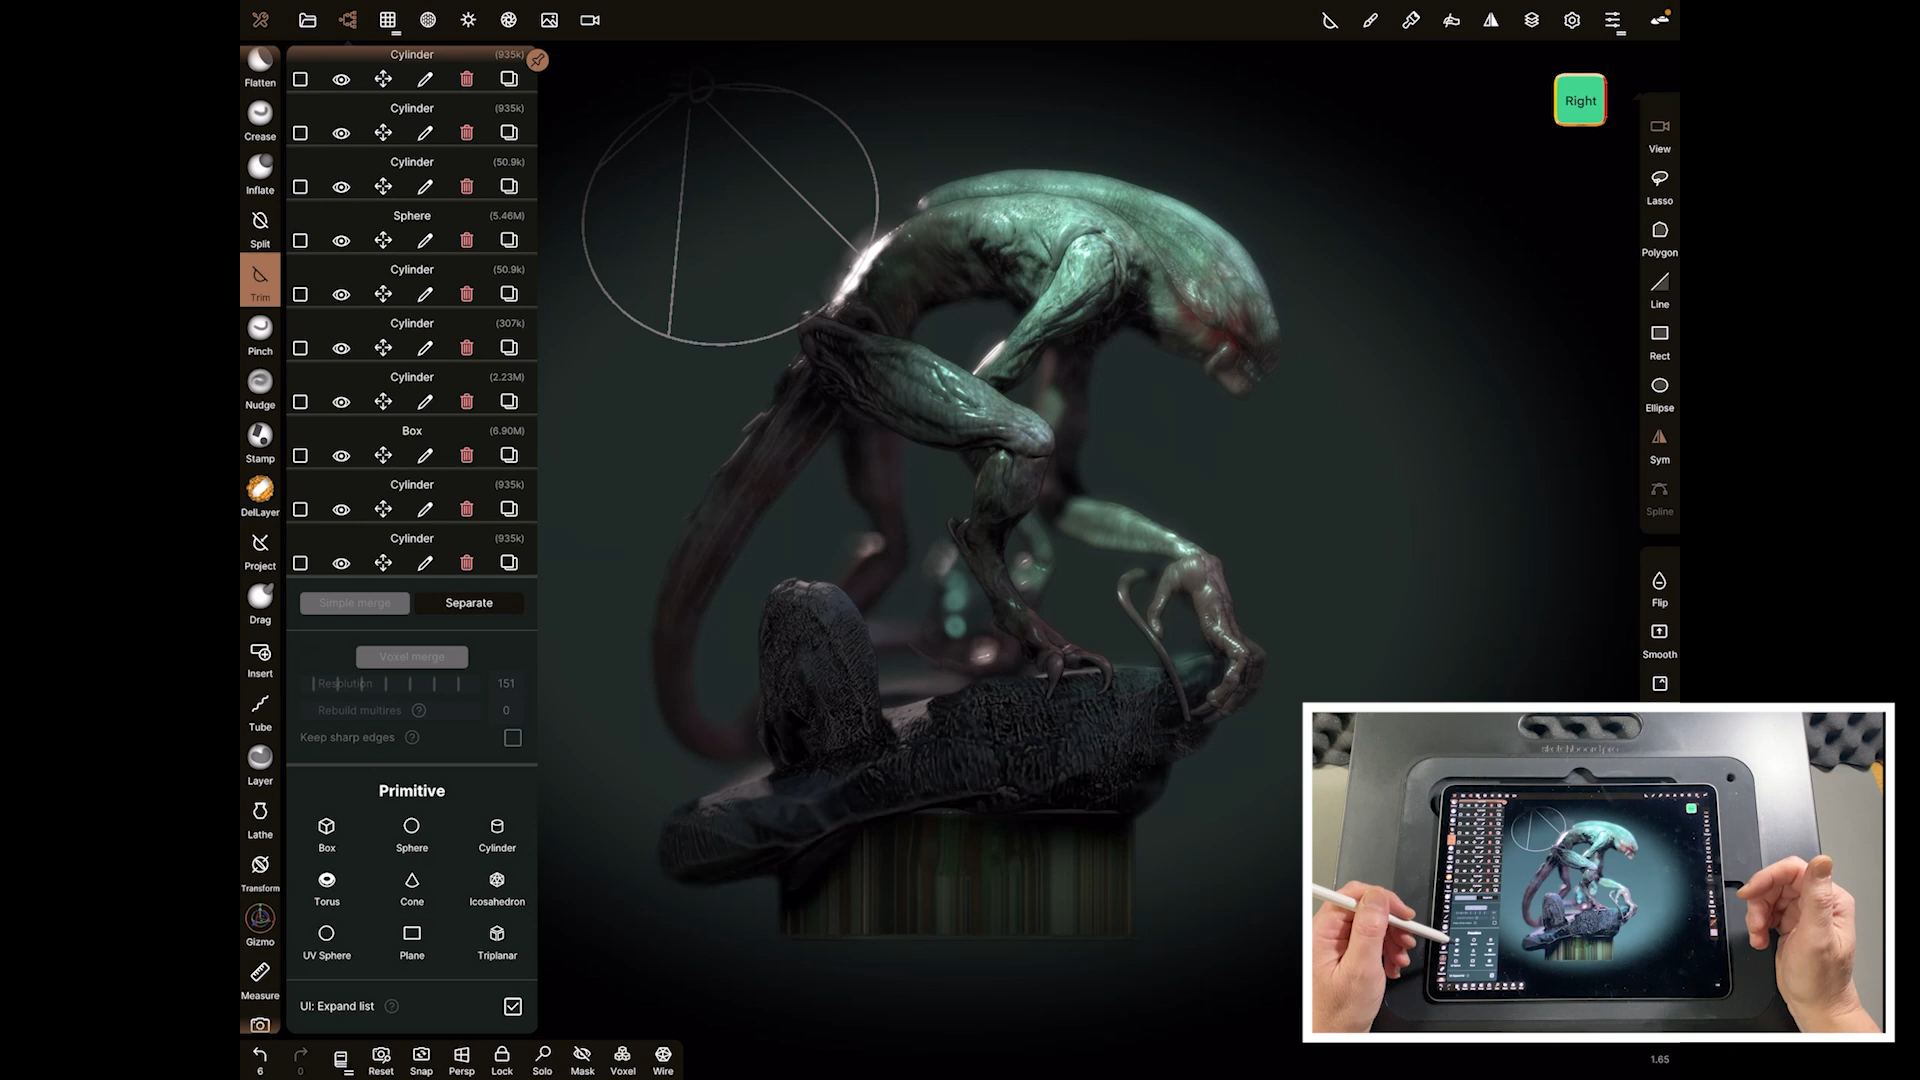 Flatten
Crease
Inflate
Split
Trim
Pinch
Nudge
Stamp
DelLayer
Project
Drag
Insert
Tube
Layer
Lathe
Transform
Gizmo
Measure
Cylinder (935k)
Cylinder (935k)
Cylinder (50.9k)
Sphere (5.46M)
Cylinder (50.9k)
Cylinder (307k)
Cylinder (2.23M)
Box (6.90M)
Cylinder (935k)
Cylinder (935k)
Simple merge Separate
Voxel merge
Resolution 151
Rebuild multires ? 0
Keep sharp edges ?
Primitive
Box Sphere Cylinder
Torus Cone Icosahedron
UV Sphere Plane Triplanar
UI: Expand list ?
6 0 Reset Snap Persp Lock Solo Mask Voxel Wire
Right
View
Lasso
Polygon
Line
Rect
Ellipse
Sym
Spline
Flip
Smooth
sketchboard pro
1.65